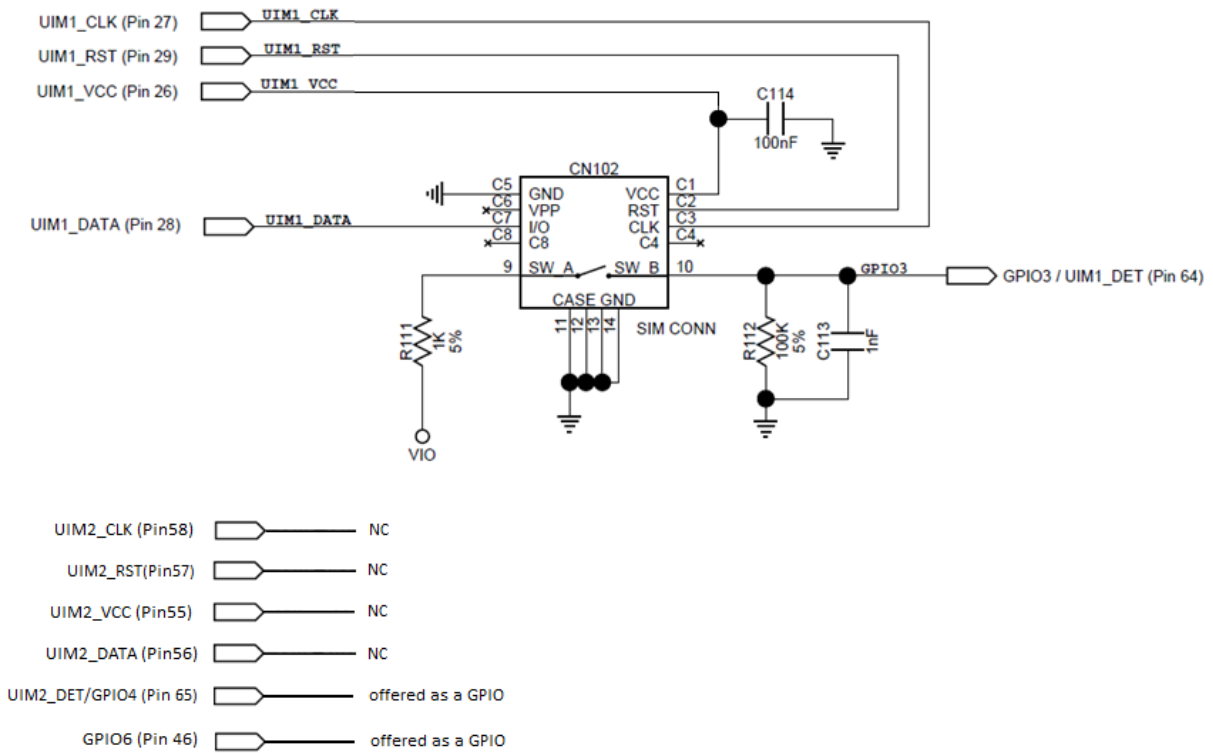 UIM1_CLK (Pin 27) UIM1_CLK
UIM1_RST (Pin 29) UIM1_RST
UIM1_VCC (Pin 26) UIM1_VCC
C114
100nF
CN102
C5 GND VCC C1
C6 VPP RST C2
UIM1_DATA (Pin 28) UIM1_DATA C7 I/O CLK C3
C8 C8 C4 C4
9 SW_A SW_B 10 GPIO3 GPIO3 / UIM1_DET (Pin 64)
CASE GND
11 12 13 14 SIM CONN
R111 1K 5%
R112 100K 5%
C113 1nF
VIO
UIM2_CLK (Pin58) NC
UIM2_RST(Pin57) NC
UIM2_VCC (Pin55) NC
UIM2_DATA (Pin56) NC
UIM2_DET/GPIO4 (Pin 65) offered as a GPIO
GPIO6 (Pin 46) offered as a GPIO